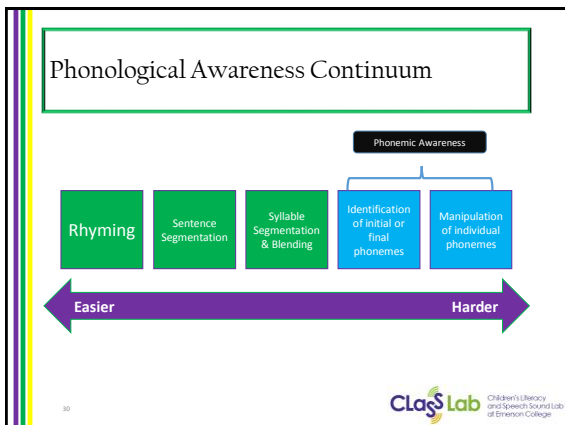 Phonological Awareness Continuum
Phonemic Awareness
Rhyming
Sentence
Segmentation
Syllable
Segmentation
& Blending
Identification
of initial or
final
phonemes
Manipulation
of individual
phonemes
Easier
Harder
30
CLaSS Lab
Children's Literacy
and Speech Sound Lab
at Emerson College